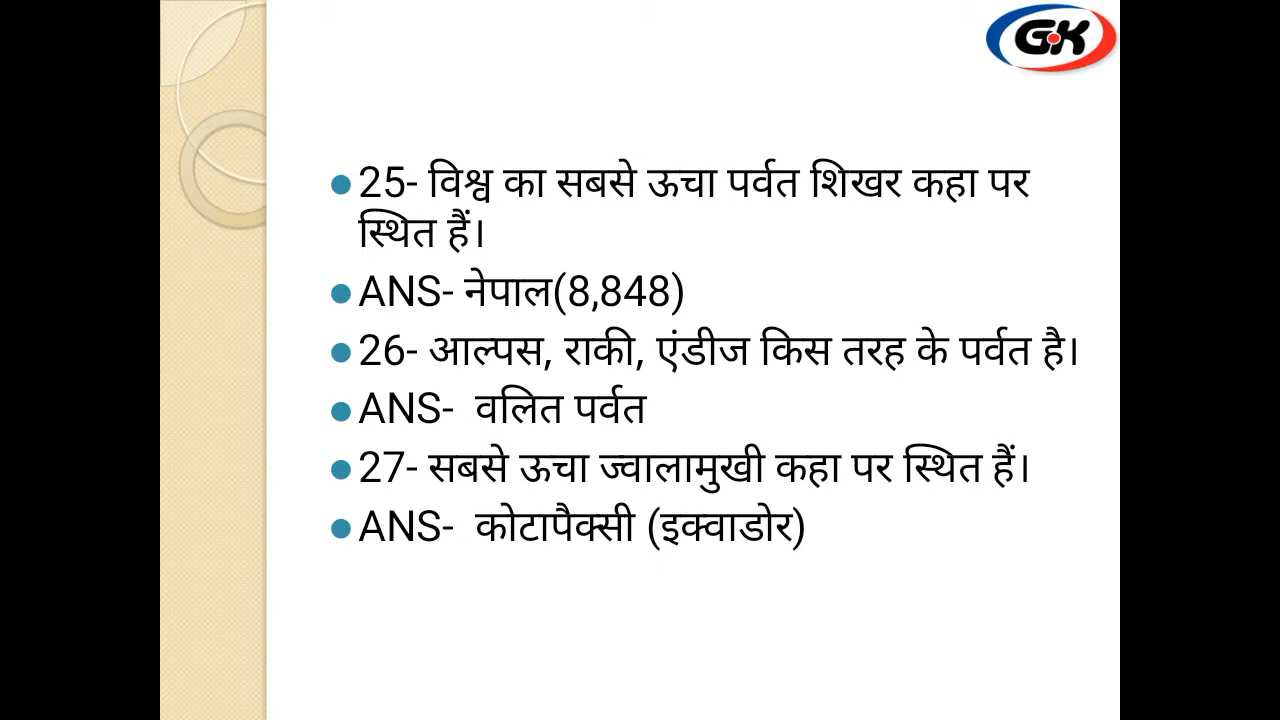 GK
25- विश्व का सबसे ऊचा पर्वत शिखर कहा पर
स्थित हैं।
ANS- नेपाल(8,848)
26- आल्पस, राकी, एंडीज किस तरह के पर्वत है।
ANS- वलित पर्वत
27- सबसे ऊचा ज्वालामुखी कहा पर स्थित हैं।
ANS- कोटापैक्सी (इक्वाडोर)